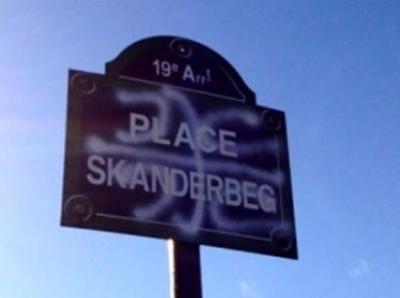 19e Arrt
PLACE
SKANDERBEG